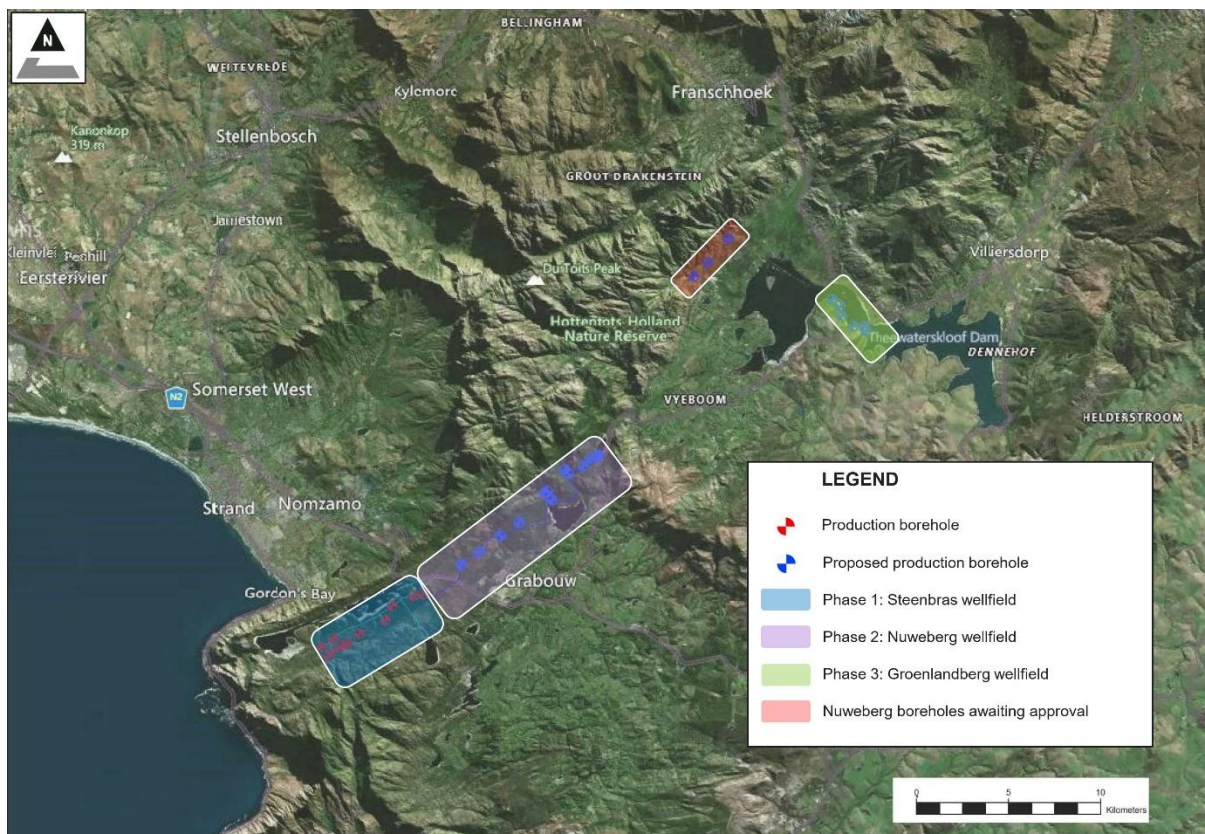 N
BELLINGHAM
WELTEVREDE
Kylemore
Franschhoek
Kanonkop
319 m
Stellenbosch
GROOT DRAKENSTEIN
Jamestown
Kleinvlei
Penhill
Eersterivier
Villiersdorp
Du Toits Peak
Hottentots-Holland
Nature Reserve
Theewaterskloof Dam
DENNEHOF
N2
Somerset West
VYEBOOM
HELDERSTROOM
Strand
Nomzamo
Grabouw
Gordon's Bay
LEGEND
Production borehole
Proposed production borehole
Phase 1: Steenbras wellfield
Phase 2: Nuweberg wellfield
Phase 3: Groenlandberg wellfield
Nuweberg boreholes awaiting approval
0 5 10
Kilometers